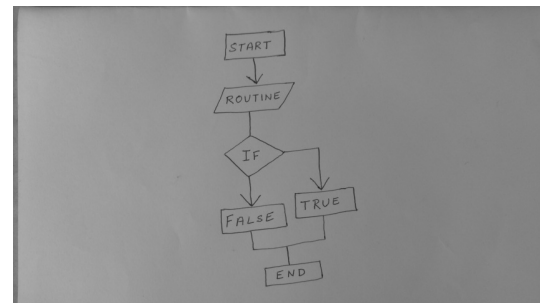 START
ROUTINE
IF
FALSE
TRUE
END